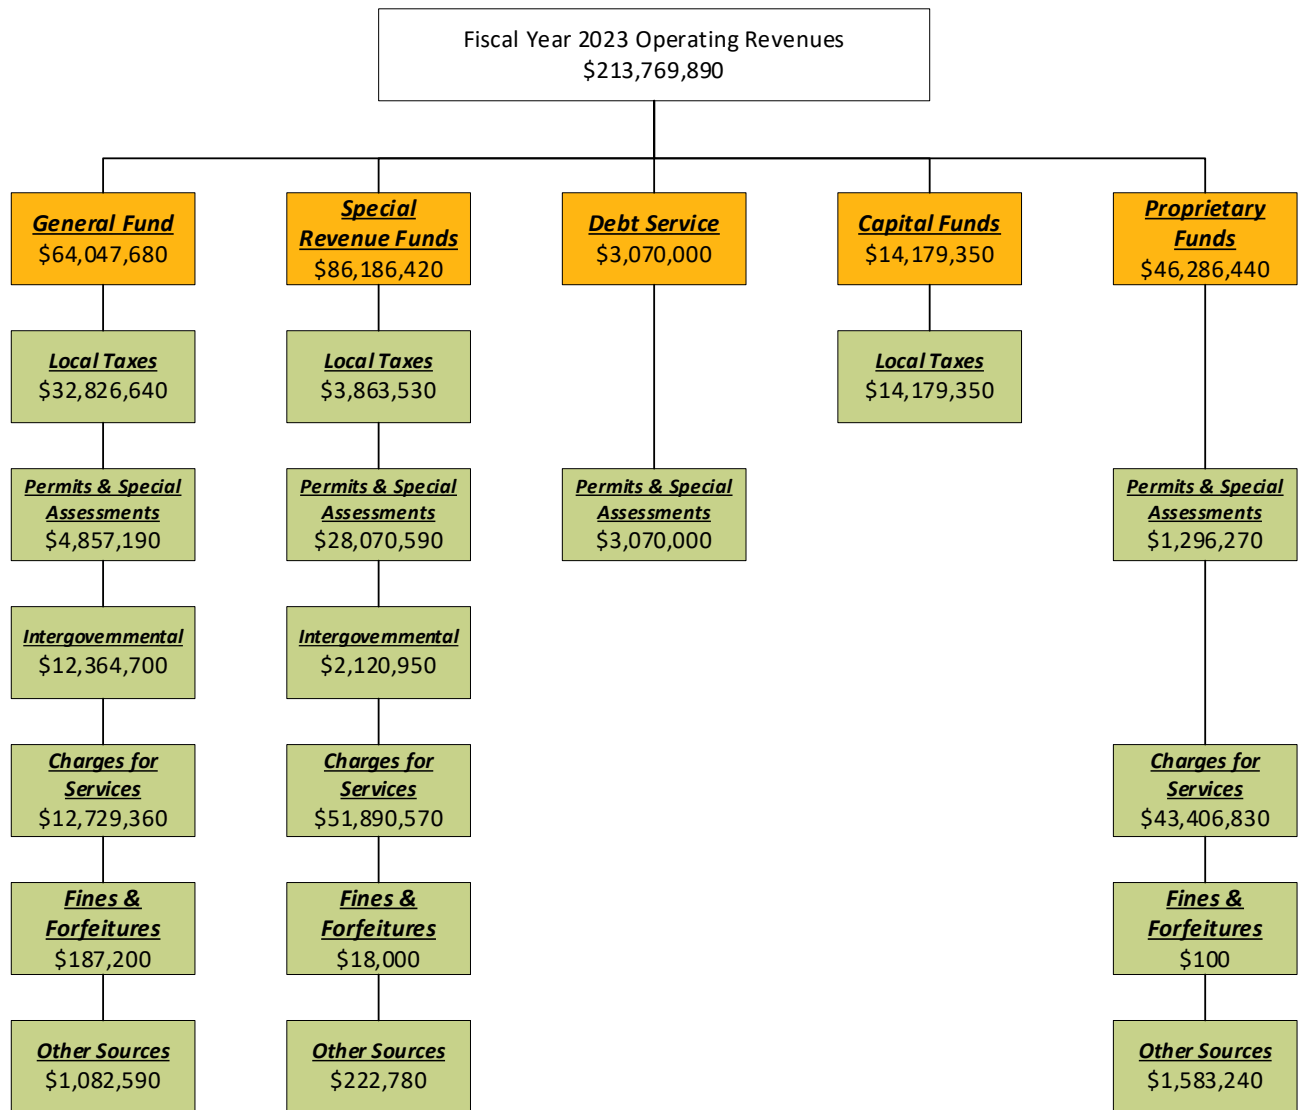 Fiscal Year 2023 Operating Revenues
$213,769,890
General Fund
$64,047,680
Special
Revenue Funds
$86,186,420
Debt Service
$3,070,000
Capital Funds
$14,179,350
Proprietary
Funds
$46,286,440
Local Taxes
$32,826,640
Local Taxes
$3,863,530
Local Taxes
$14,179,350
Permits & Special
Assessments
$4,857,190
Permits & Special
Assessments
$28,070,590
Permits & Special
Assessments
$3,070,000
Permits & Special
Assessments
$1,296,270
Intergovernmental
$12,364,700
Intergovernmental
$2,120,950
Charges for
Services
$12,729,360
Charges for
Services
$51,890,570
Charges for
Services
$43,406,830
Fines &
Forfeitures
$187,200
Fines &
Forfeitures
$18,000
Fines &
Forfeitures
$100
Other Sources
$1,082,590
Other Sources
$222,780
Other Sources
$1,583,240